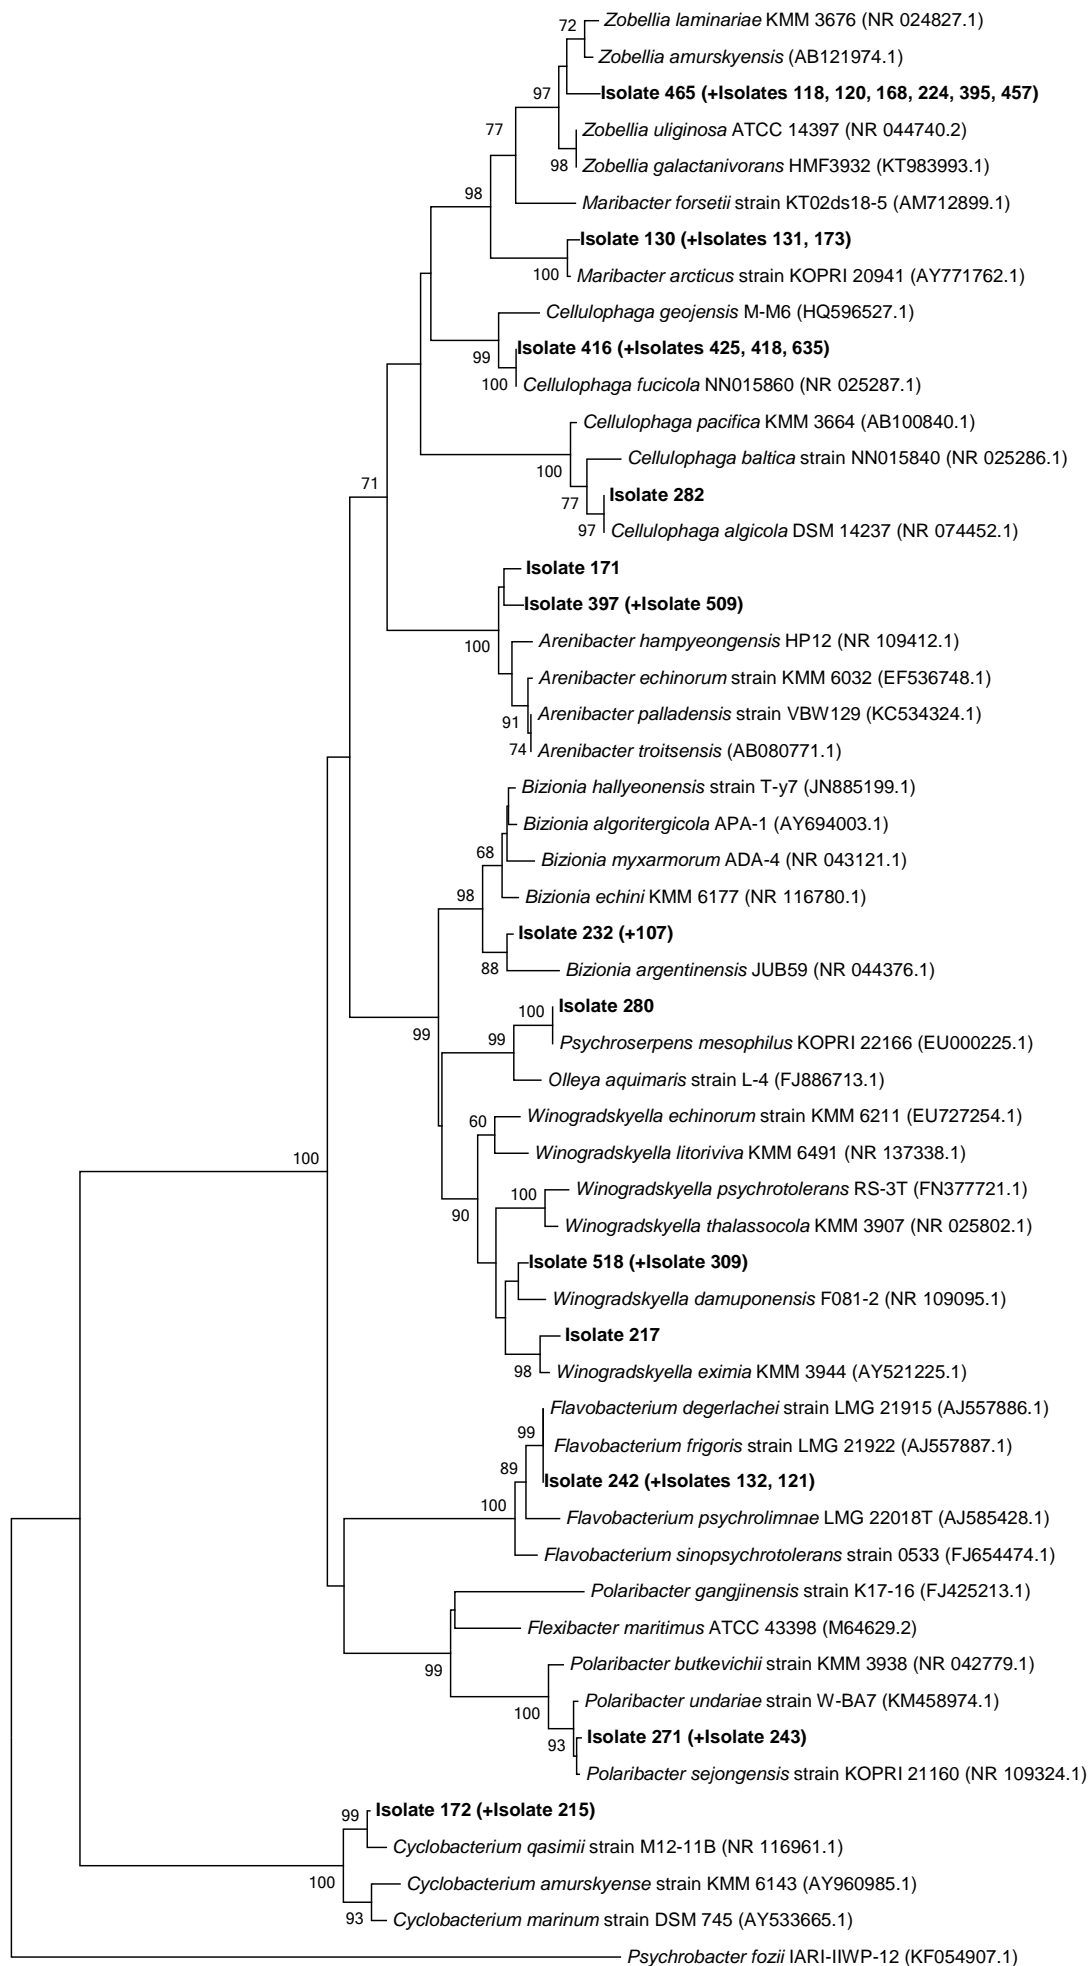 72
Zobellia laminariae KMM 3676 (NR 024827.1)
Zobellia amurskyensis (AB121974.1)
97
Isolate 465 (+Isolates 118, 120, 168, 224, 395, 457)
77
Zobellia uliginosa ATCC 14397 (NR 044740.2)
98
Zobellia galactanivorans HMF3932 (KT983993.1)
98
Maribacter forsetii strain KT02ds18-5 (AM712899.1)
Isolate 130 (+Isolates 131, 173)
100
Maribacter arcticus strain KOPRI 20941 (AY771762.1)
Cellulophaga geojensis M-M6 (HQ596527.1)
99
Isolate 416 (+Isolates 425, 418, 635)
100
Cellulophaga fucicola NN015860 (NR 025287.1)
Cellulophaga pacifica KMM 3664 (AB100840.1)
100
Cellulophaga baltica strain NN015840 (NR 025286.1)
71
77
Isolate 282
97
Cellulophaga algicola DSM 14237 (NR 074452.1)
Isolate 171
Isolate 397 (+Isolate 509)
100
Arenibacter hampyeongensis HP12 (NR 109412.1)
Arenibacter echinorum strain KMM 6032 (EF536748.1)
91
Arenibacter palladensis strain VBW129 (KC534324.1)
74
Arenibacter troitsensis (AB080771.1)
Bizionia hallyeonensis strain T-y7 (JN885199.1)
Bizionia algoritergicola APA-1 (AY694003.1)
68
Bizionia myxarmorum ADA-4 (NR 043121.1)
98
Bizionia echini KMM 6177 (NR 116780.1)
Isolate 232 (+107)
88
Bizionia argentinensis JUB59 (NR 044376.1)
100
Isolate 280
99
99
Psychroserpens mesophilus KOPRI 22166 (EU000225.1)
Olleya aquimaris strain L-4 (FJ886713.1)
60
Winogradskyella echinorum strain KMM 6211 (EU727254.1)
Winogradskyella litoriviva KMM 6491 (NR 137338.1)
100
100
Winogradskyella psychrotolerans RS-3T (FN377721.1)
90
Winogradskyella thalassocola KMM 3907 (NR 025802.1)
Isolate 518 (+Isolate 309)
Winogradskyella damuponensis F081-2 (NR 109095.1)
Isolate 217
98
Winogradskyella eximia KMM 3944 (AY521225.1)
Flavobacterium degerlachei strain LMG 21915 (AJ557886.1)
99
Flavobacterium frigoris strain LMG 21922 (AJ557887.1)
89
Isolate 242 (+Isolates 132, 121)
100
Flavobacterium psychrolimnae LMG 22018T (AJ585428.1)
Flavobacterium sinopsychrotolerans strain 0533 (FJ654474.1)
Polaribacter gangjinensis strain K17-16 (FJ425213.1)
Flexibacter maritimus ATCC 43398 (M64629.2)
99
Polaribacter butkevichii strain KMM 3938 (NR 042779.1)
100
Polaribacter undariae strain W-BA7 (KM458974.1)
93
Isolate 271 (+Isolate 243)
Polaribacter sejongensis strain KOPRI 21160 (NR 109324.1)
99
Isolate 172 (+Isolate 215)
Cyclobacterium qasimii strain M12-11B (NR 116961.1)
100
Cyclobacterium amurskyense strain KMM 6143 (AY960985.1)
93
Cyclobacterium marinum strain DSM 745 (AY533665.1)
Psychrobacter fozii IARI-IIWP-12 (KF054907.1)